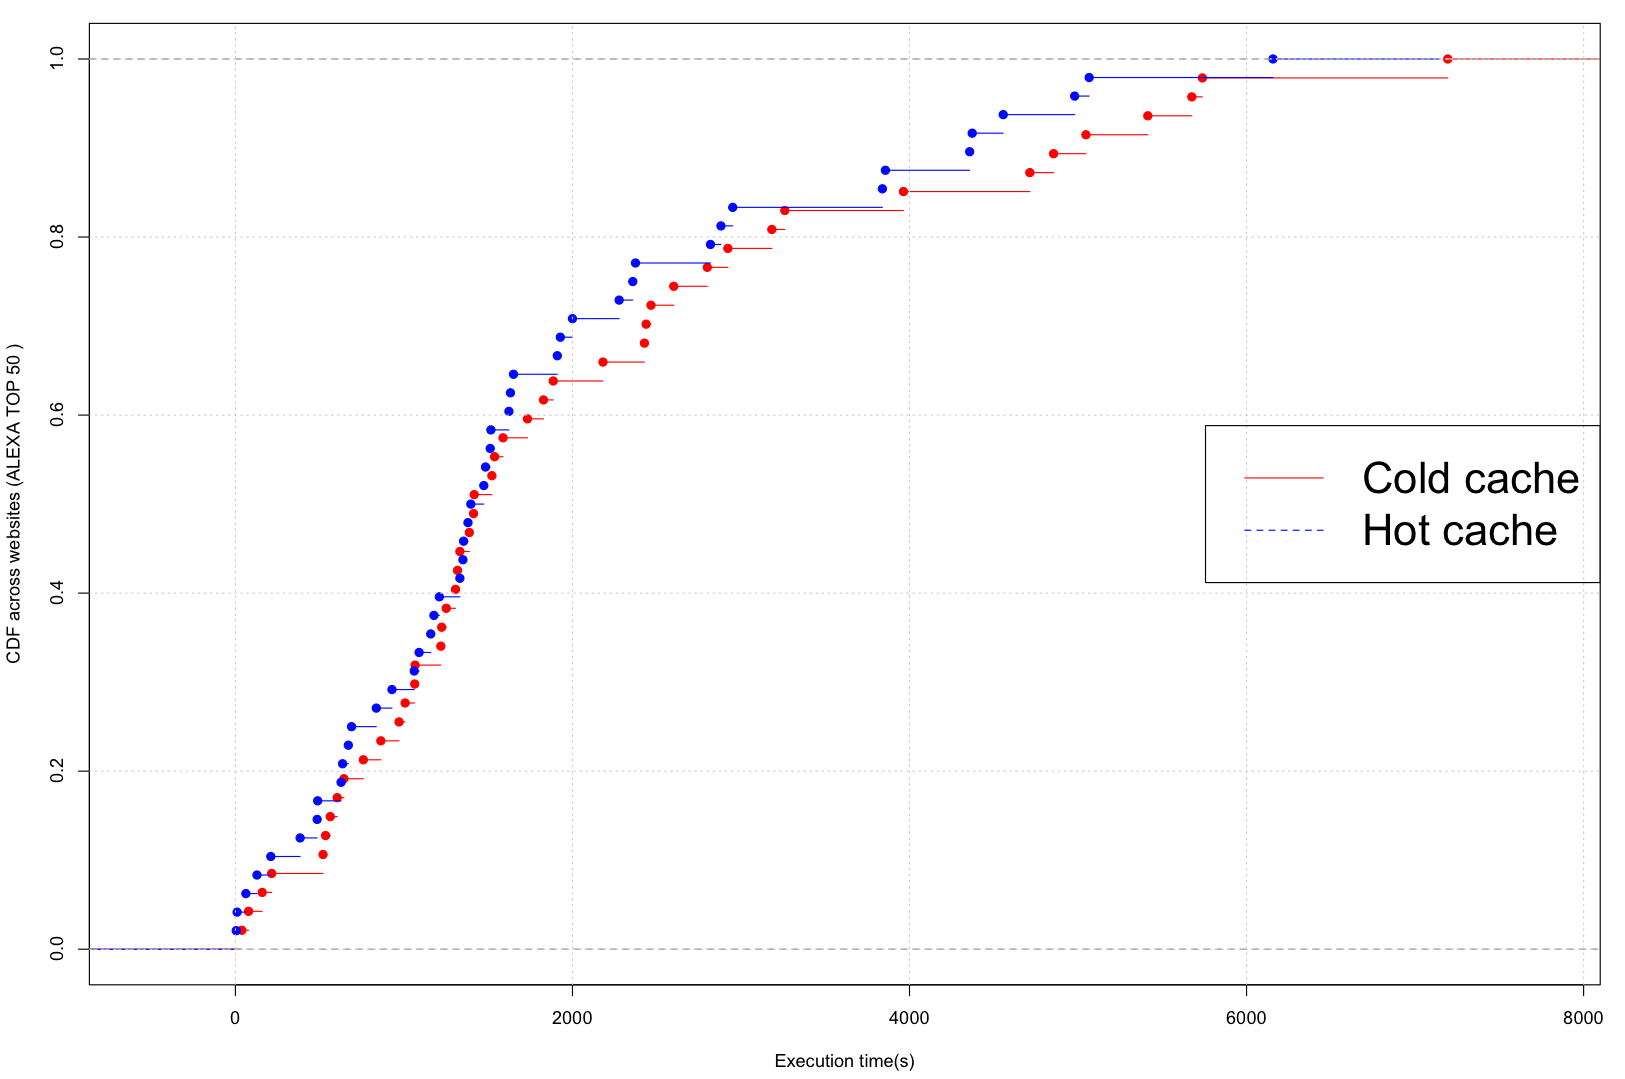 CDF across websites (ALEXA TOP 50 )
1.0
0.8
0.6
0.4
0.2
0.0
Cold cache
Hot cache
0 2000 4000 6000 8000
Execution time(s)